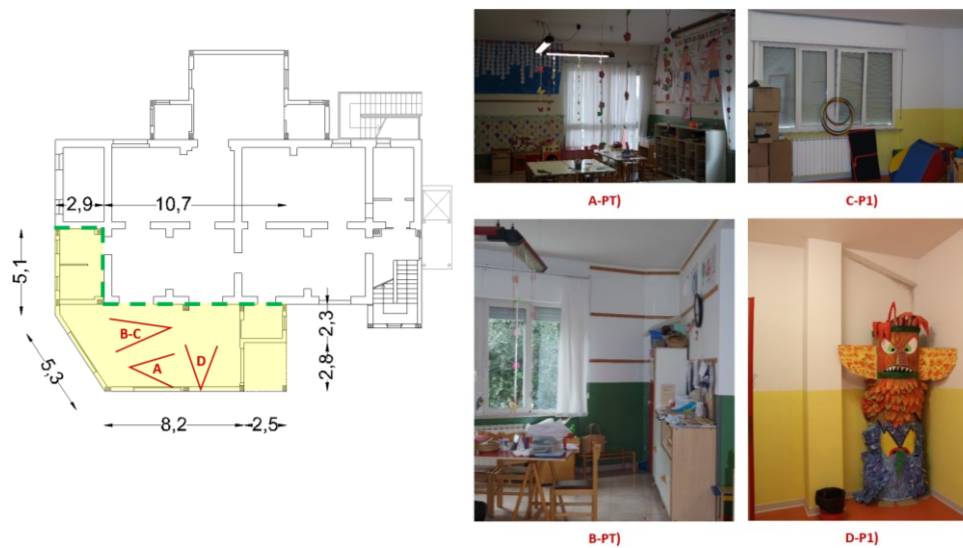 2,9
10,7
5,1
B-C
A
D
2,3
2,8
5,3
8,2
2,5
A-PT)
C-P1)
B-PT)
D-P1)